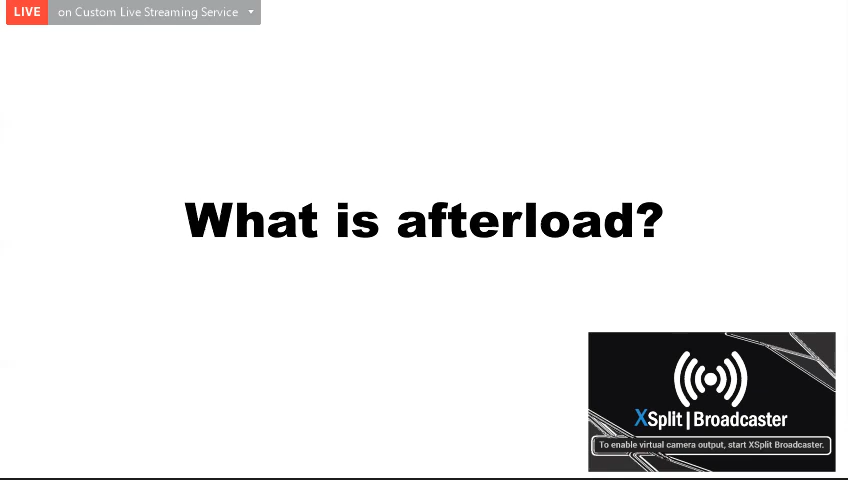 LIVE on Custom Live Streaming Service
What is afterload?
XSplit | Broadcaster
To enable virtual camera output, start XSplit Broadcaster.